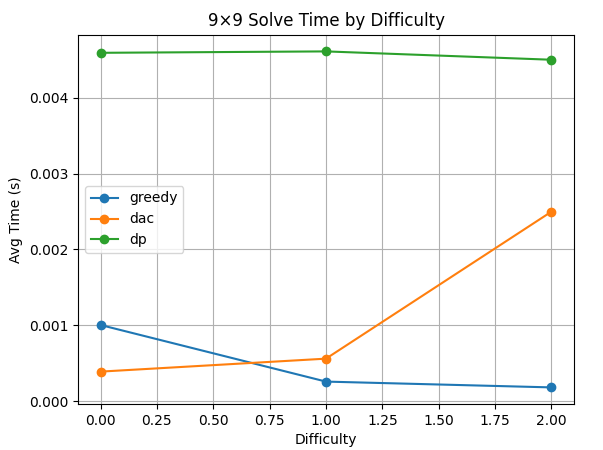 9×9 Solve Time by Difficulty
Avg Time (s)
0.004
0.003
0.002
0.001
0.000
greedy
dac
dp
0.00 0.25 0.50 0.75 1.00 1.25 1.50 1.75 2.00
Difficulty